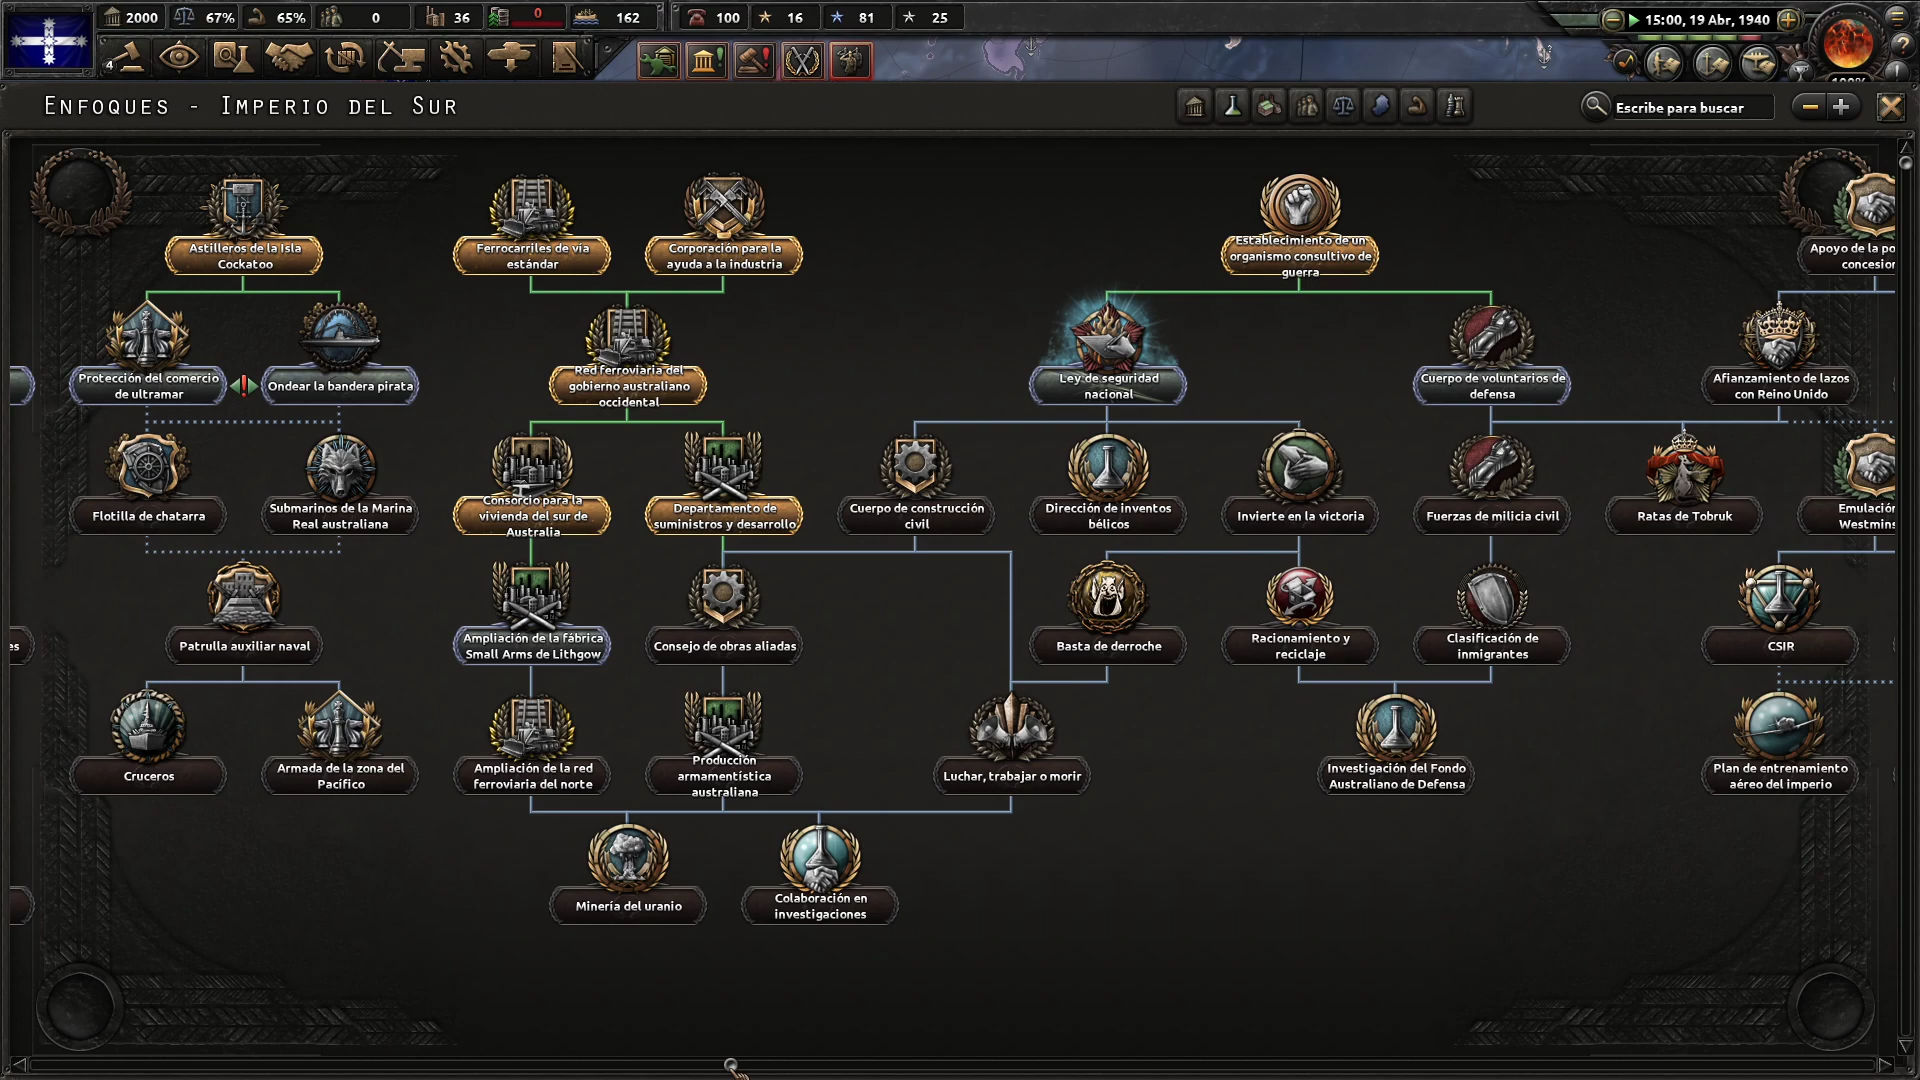 2000
67%
65%
0
36
0
162
100
16
81
25
15:00, 19 Abr, 1940
4
Enfoques - Imperio del Sur
Escribe para buscar
Astilleros de la Isla
Cockatoo
Ferrocarriles de vía
estándar
Corporación para la
ayuda a la industria
Establecimiento de un
organismo consultivo de
guerra
Apoyo de la po
concesion
Protección del comercio
de ultramar
Ondear la bandera pirata
Red ferroviaria del
gobierno australiano
occidental
Ley de seguridad
nacional
Cuerpo de voluntarios de
defensa
Afianzamiento de lazos
con Reino Unido
Flotilla de chatarra
Submarinos de la Marina
Real australiana
Consorcio para la
vivienda del sur de
Australia
Departamento de
suministros y desarrollo
Cuerpo de construcción
civil
Dirección de inventos
bélicos
Invierte en la victoria
Fuerzas de milicia civil
Ratas de Tobruk
Emulació
Westmins
es
Patrulla auxiliar naval
Ampliación de la fábrica
Small Arms de Lithgow
Consejo de obras aliadas
Basta de derroche
Racionamiento y
reciclaje
Clasificación de
inmigrantes
CSIR
Cruceros
Armada de la zona del
Pacífico
Ampliación de la red
ferroviaria del norte
Producción
armamentística
australiana
Luchar, trabajar o morir
Investigación del Fondo
Australiano de Defensa
Plan de entrenamiento
aéreo del imperio
Minería del uranio
Colaboración en
investigaciones